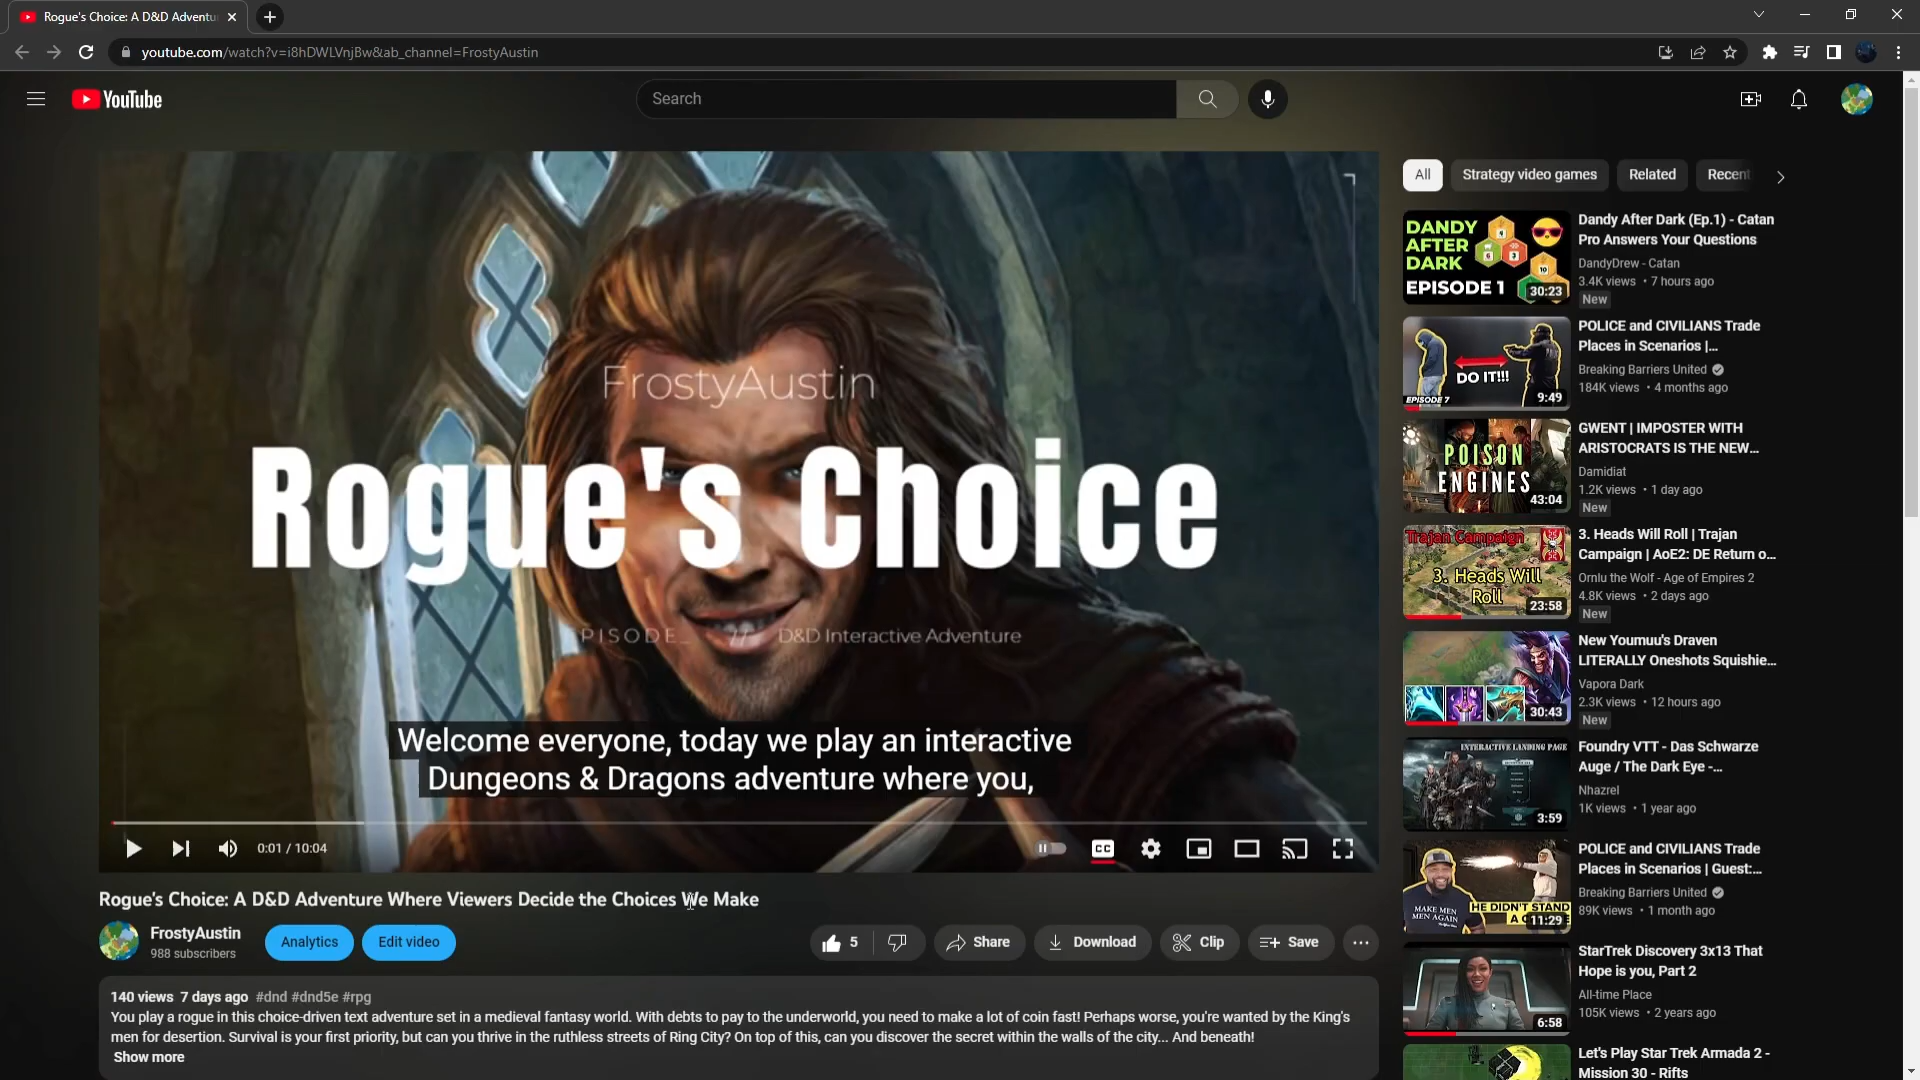 Rogue's Choice: A D&D Adventu
youtube.com/watch?v=i8hDWLVnjBw&ab_channel=FrostyAustin
YouTube
Search
FrostyAustin
Rogue's Choice
PISODE_ // D&D Interactive Adventure
Welcome everyone, today we play an interactive
Dungeons & Dragons adventure where you,
0:01 / 10:04
CC
Rogue's Choice: A D&D Adventure Where Viewers Decide the Choices We Make
FrostyAustin
988 subscribers
Analytics
Edit video
5
Share
Download
Clip
Save
140 views 7 days ago #dnd #dnd5e #rpg
You play a rogue in this choice-driven text adventure set in a medieval fantasy world. With debts to pay to the underworld, you need to make a lot of coin fast! Perhaps worse, you're wanted by the King's
men for desertion. Survival is your first priority, but can you thrive in the ruthless streets of Ring City? On top of this, can you discover the secret within the walls of the city... And beneath!
Show more
All
Strategy video games
Related
Recent
DANDY
AFTER
DARK
EPISODE 1
30:23
Dandy After Dark (Ep.1) - Catan
Pro Answers Your Questions
DandyDrew - Catan
3.4K views • 7 hours ago
New
DO IT!!!
EPISODE 7
9:49
POLICE and CIVILIANS Trade
Places in Scenarios |...
Breaking Barriers United
184K views • 4 months ago
POISON
ENGINES
43:04
GWENT | IMPOSTER WITH
ARISTOCRATS IS THE NEW...
Damidiat
1.2K views • 1 day ago
New
Trajan Campaign
3. Heads Will
Roll
23:58
3. Heads Will Roll | Trajan
Campaign | AoE2: DE Return o...
Ornlu the Wolf - Age of Empires 2
4.8K views • 2 days ago
New
30:43
New Youmuu's Draven
LITERALLY Oneshots Squishie...
Vapora Dark
2.3K views • 12 hours ago
New
INTERACTIVE LANDING PAGE
3:59
Foundry VTT - Das Schwarze
Auge / The Dark Eye -...
Nhazrel
1K views • 1 year ago
MAKE MEN
MEN AGAIN
HE DIDN'T STAND
A C
11:29
POLICE and CIVILIANS Trade
Places in Scenarios | Guest:...
Breaking Barriers United
89K views • 1 month ago
6:58
StarTrek Discovery 3x13 That
Hope is you, Part 2
All-time Place
105K views • 2 years ago
Let's Play Star Trek Armada 2 -
Mission 30 - Rifts